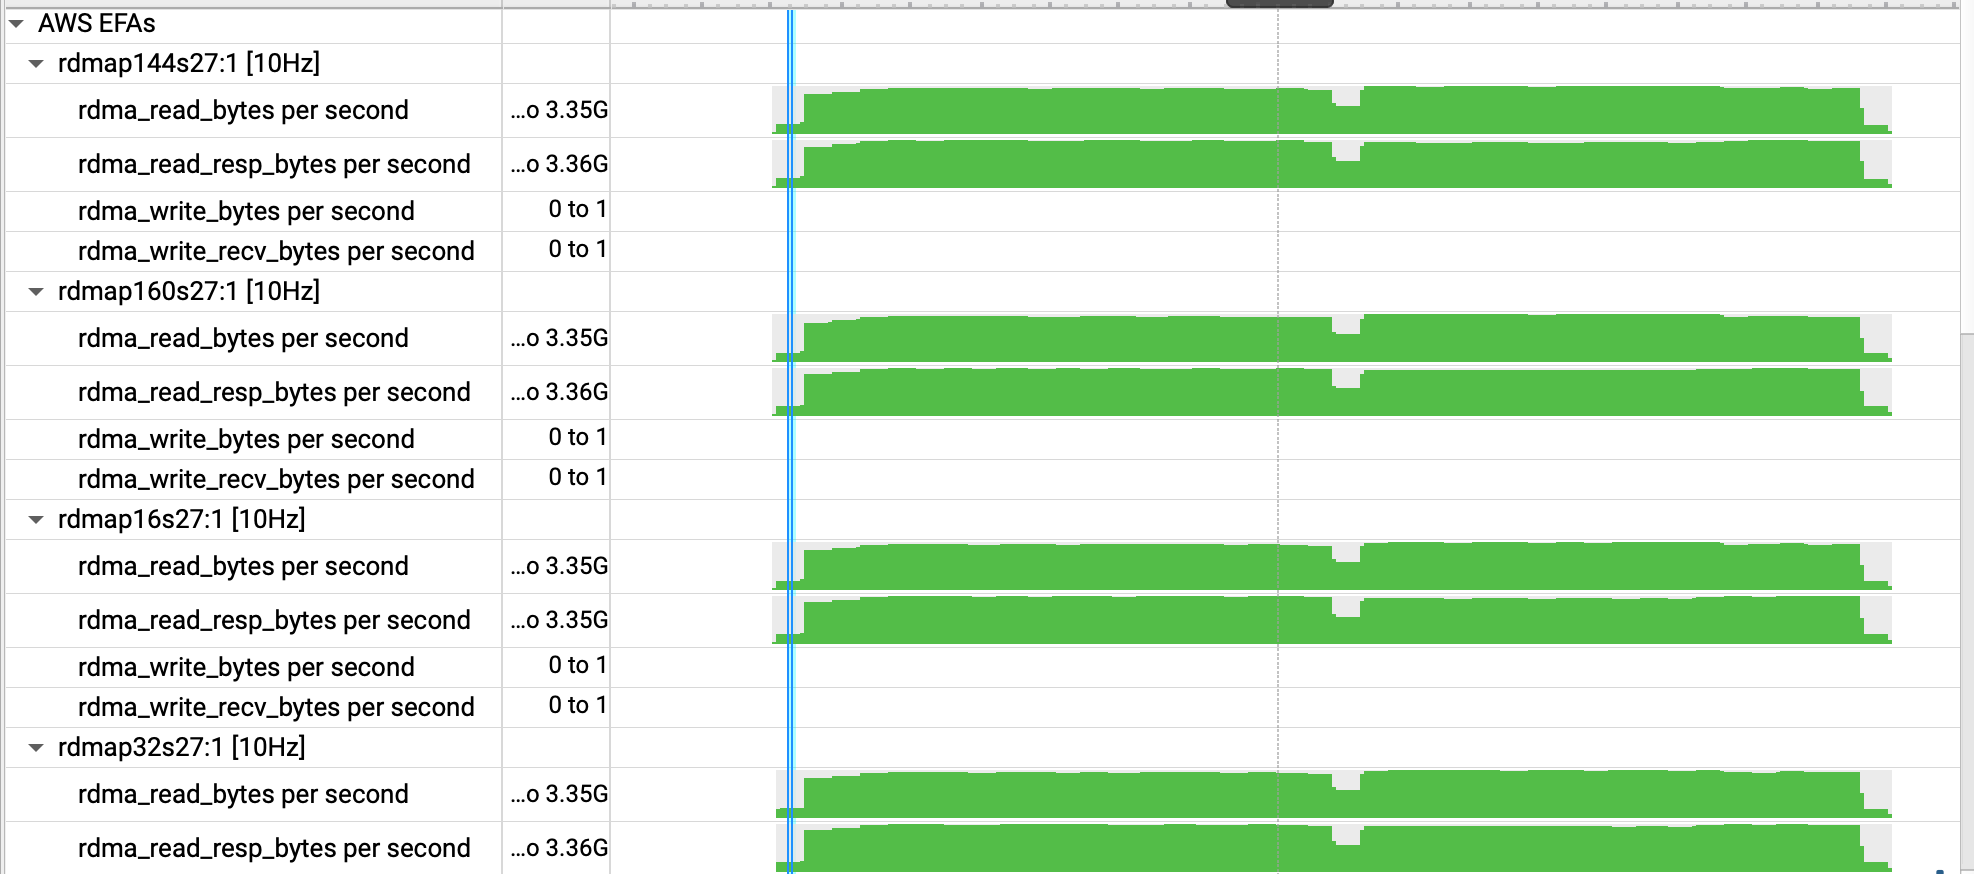 AWS EFAs
rdmap144s27:1 [10Hz]
rdma_read_bytes per second ...o 3.35G
rdma_read_resp_bytes per second ...o 3.36G
rdma_write_bytes per second 0 to 1
rdma_write_recv_bytes per second 0 to 1
rdmap160s27:1 [10Hz]
rdma_read_bytes per second ...o 3.35G
rdma_read_resp_bytes per second ...o 3.36G
rdma_write_bytes per second 0 to 1
rdma_write_recv_bytes per second 0 to 1
rdmap16s27:1 [10Hz]
rdma_read_bytes per second ...o 3.35G
rdma_read_resp_bytes per second ...o 3.35G
rdma_write_bytes per second 0 to 1
rdma_write_recv_bytes per second 0 to 1
rdmap32s27:1 [10Hz]
rdma_read_bytes per second ...o 3.35G
rdma_read_resp_bytes per second ...o 3.36G